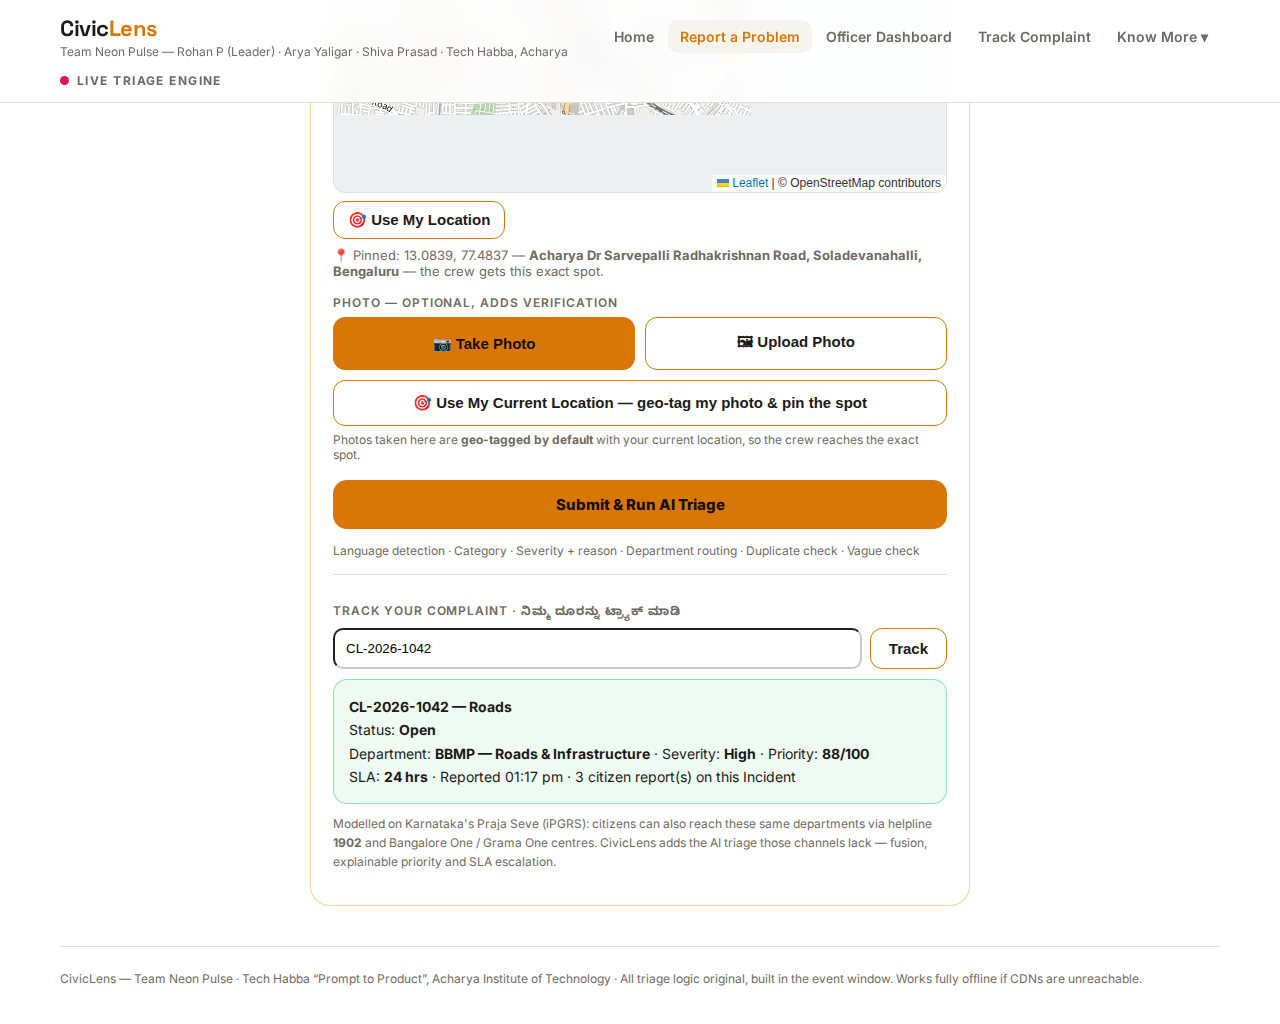 CivicLens
Team Neon Pulse — Rohan P (Leader) · Arya Yaligar · Shiva Prasad · Tech Habba, Acharya
LIVE TRIAGE ENGINE
Home
Report a Problem
Officer Dashboard
Track Complaint
Know More ▾
Road
Leaflet | © OpenStreetMap contributors
🎯 Use My Location
📍 Pinned: 13.0839, 77.4837 — Acharya Dr Sarvepalli Radhakrishnan Road, Soladevanahalli,
Bengaluru — the crew gets this exact spot.
PHOTO — OPTIONAL, ADDS VERIFICATION
📷 Take Photo
🖼 Upload Photo
🎯 Use My Current Location — geo-tag my photo & pin the spot
Photos taken here are geo-tagged by default with your current location, so the crew reaches the exact
spot.
Submit & Run AI Triage
Language detection · Category · Severity + reason · Department routing · Duplicate check · Vague check
TRACK YOUR COMPLAINT · ನಿಮ್ಮ ದೂರನ್ನು ಟ್ರ್ಯಾಕ್ ಮಾಡಿ
CL-2026-1042
Track
CL-2026-1042 — Roads
Status: Open
Department: BBMP — Roads & Infrastructure · Severity: High · Priority: 88/100
SLA: 24 hrs · Reported 01:17 pm · 3 citizen report(s) on this Incident
Modelled on Karnataka's Praja Seve (iPGRS): citizens can also reach these same departments via helpline
1902 and Bangalore One / Grama One centres. CivicLens adds the AI triage those channels lack — fusion,
explainable priority and SLA escalation.
CivicLens — Team Neon Pulse · Tech Habba “Prompt to Product”, Acharya Institute of Technology · All triage logic original, built in the event window. Works fully offline if CDNs are unreachable.